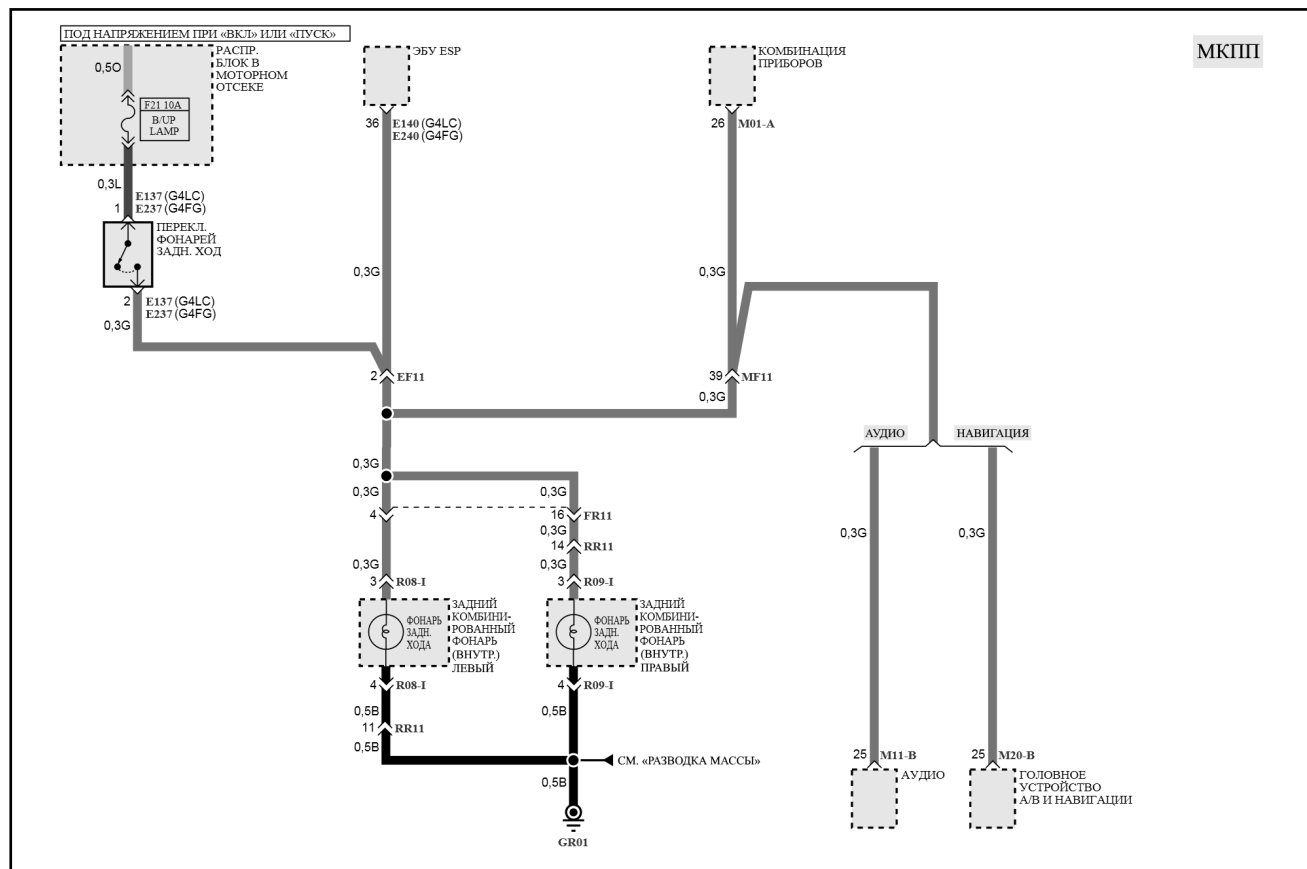 ПОД НАПРЯЖЕНИЕМ ПРИ «ВКЛ» ИЛИ «ПУСК»
РАСПР.
БЛОК В
МОТОРНОМ
ОТСЕКЕ
0,5O
F21 10A
B/UP
LAMP
0,3L
E137 (G4LC)
1 E237 (G4FG)
ПЕРЕКЛ.
ФОНАРЕЙ
ЗАДН. ХОД
2 E137 (G4LC)
E237 (G4FG)
0,3G
ЭБУ ESP
36 E140 (G4LC)
E240 (G4FG)
0,3G
2 EF11
КОМБИНАЦИЯ
ПРИБОРОВ
26 M01-A
0,3G
39 MF11
0,3G
МКПП
АУДИО
НАВИГАЦИЯ
0,3G
0,3G
0,3G
0,3G
0,3G
4
16 FR11
0,3G
14 RR11
0,3G
0,3G
3 R08-I
3 R09-I
ФОНАРЬ
ЗАДН.
ХОДА
ЗАДНИЙ
КОМБИНИ-
РОВАННЫЙ
ФОНАРЬ
(ВНУТР.)
ЛЕВЫЙ
ФОНАРЬ
ЗАДН.
ХОДА
ЗАДНИЙ
КОМБИНИ-
РОВАННЫЙ
ФОНАРЬ
(ВНУТР.)
ПРАВЫЙ
4 R08-I
4 R09-I
0,5B
0,5B
11 RR11
0,5B
СМ. «РАЗВОДКА МАССЫ»
0,5B
GR01
25 M11-B
АУДИО
25 M20-B
ГОЛОВНОЕ
УСТРОЙСТВО
А/В И НАВИГАЦИИ